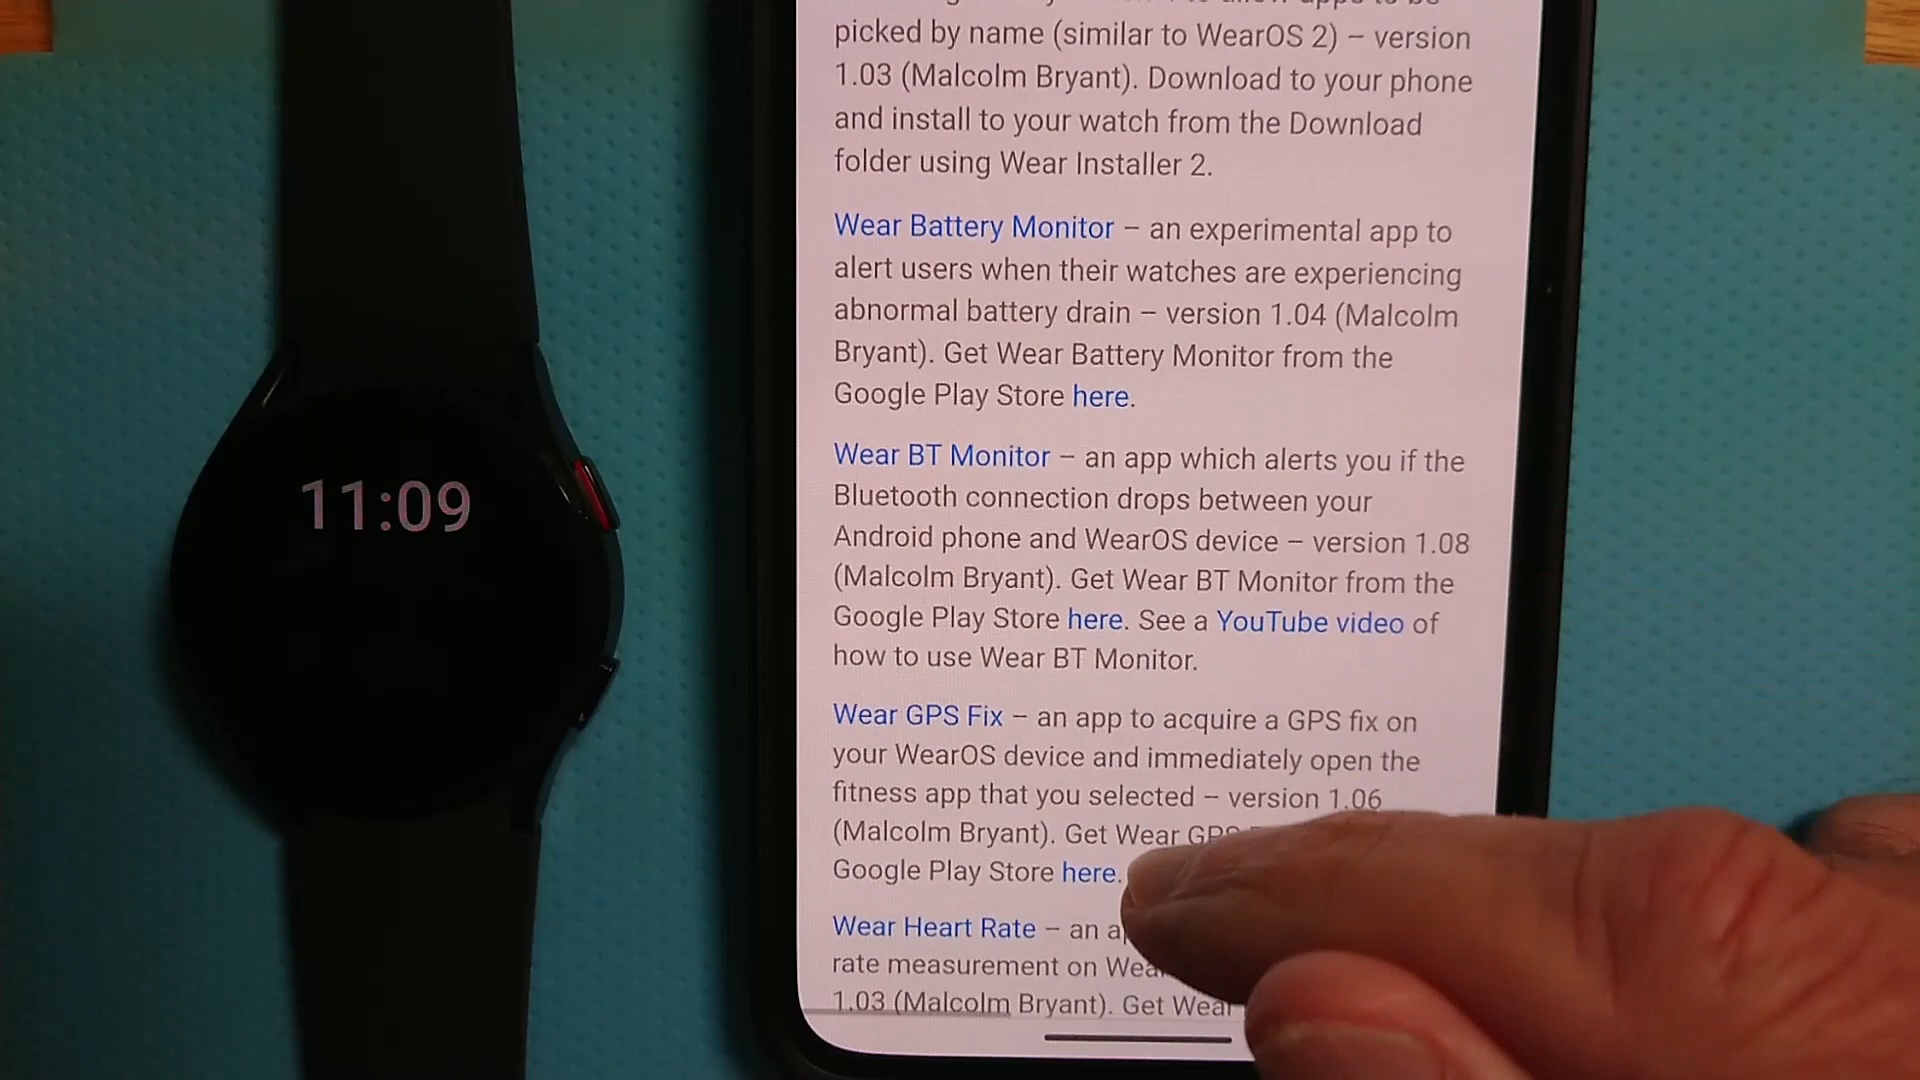 11:09
picked by name (similar to WearOS 2) – version
1.03 (Malcolm Bryant). Download to your phone
and install to your watch from the Download
folder using Wear Installer 2.
Wear Battery Monitor – an experimental app to
alert users when their watches are experiencing
abnormal battery drain – version 1.04 (Malcolm
Bryant). Get Wear Battery Monitor from the
Google Play Store here.
Wear BT Monitor – an app which alerts you if the
Bluetooth connection drops between your
Android phone and WearOS device – version 1.08
(Malcolm Bryant). Get Wear BT Monitor from the
Google Play Store here. See a YouTube video of
how to use Wear BT Monitor.
Wear GPS Fix – an app to acquire a GPS fix on
your WearOS device and immediately open the
fitness app that you selected – version 1.06
(Malcolm Bryant). Get Wear GPS
Google Play Store here.
Wear Heart Rate – an
rate measurement on
1.03 (Malcolm Bryant). Get Wear